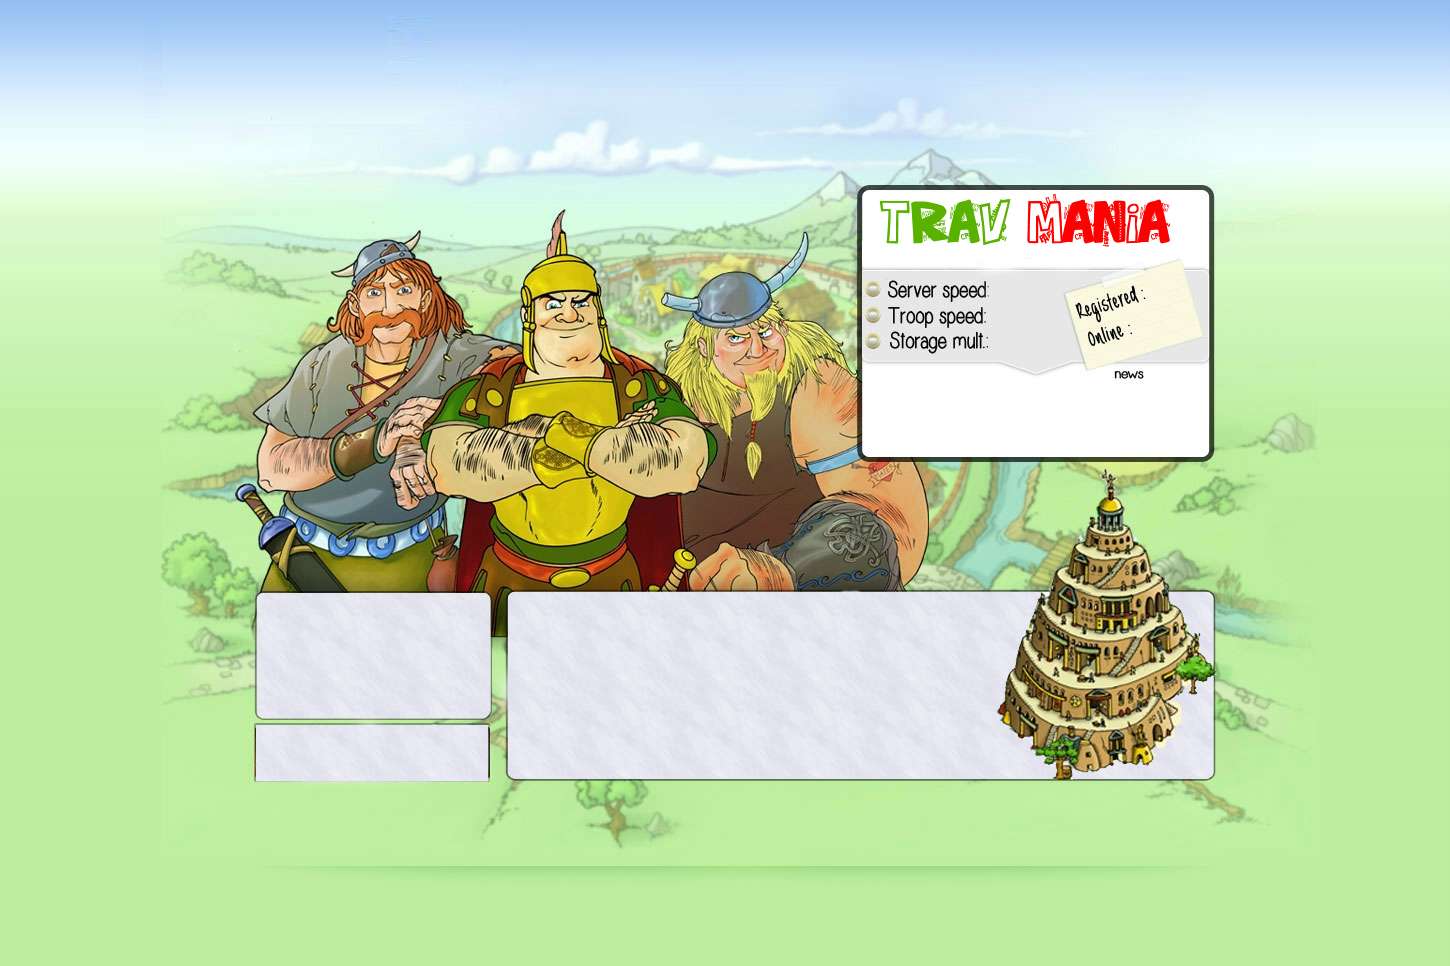 TRAV MANiA
Server speed:
Troop speed:
Storage mult.:
Registered :
Online :
news